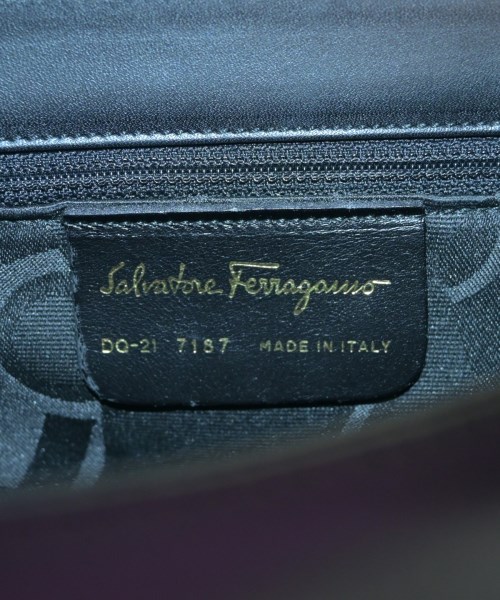 Salvatore Ferragamo
DQ-21 7187 MADE IN ITALY